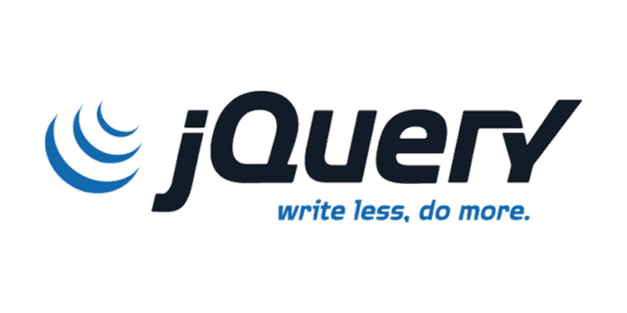 jQuery
write less, do more.